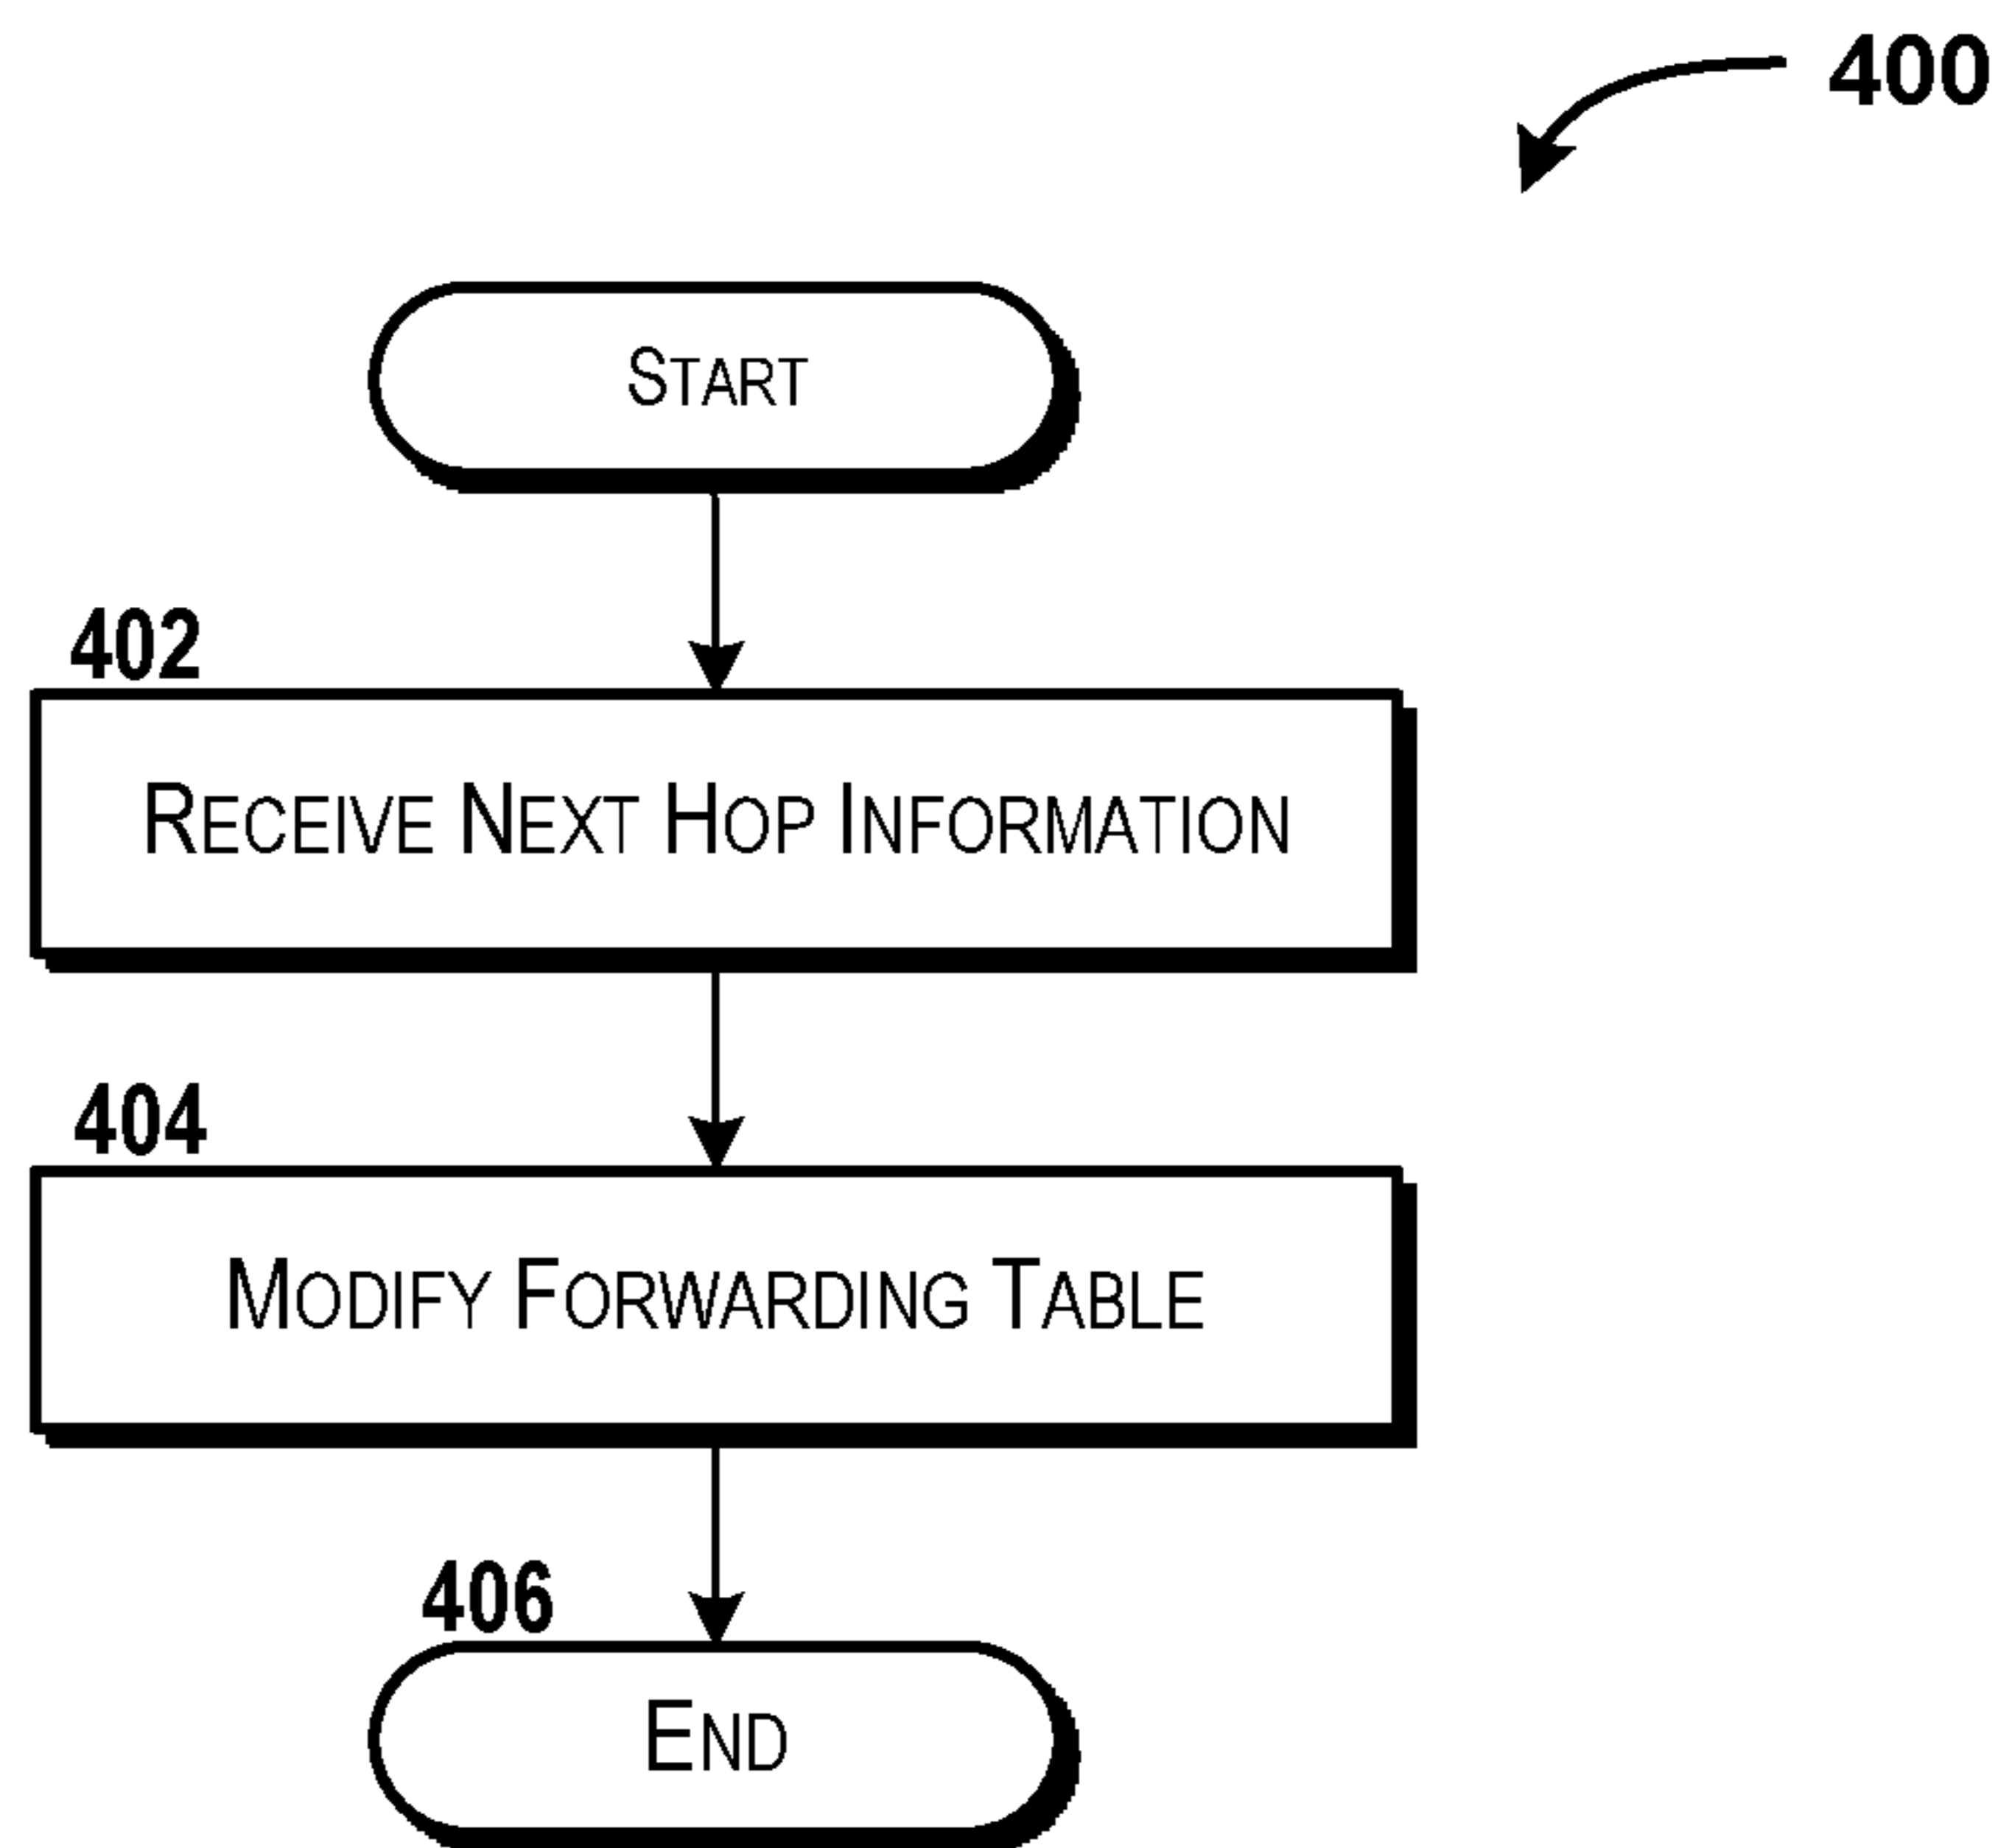 400
START
402
RECEIVE NEXT HOP INFORMATION
404
MODIFY FORWARDING TABLE
406
END